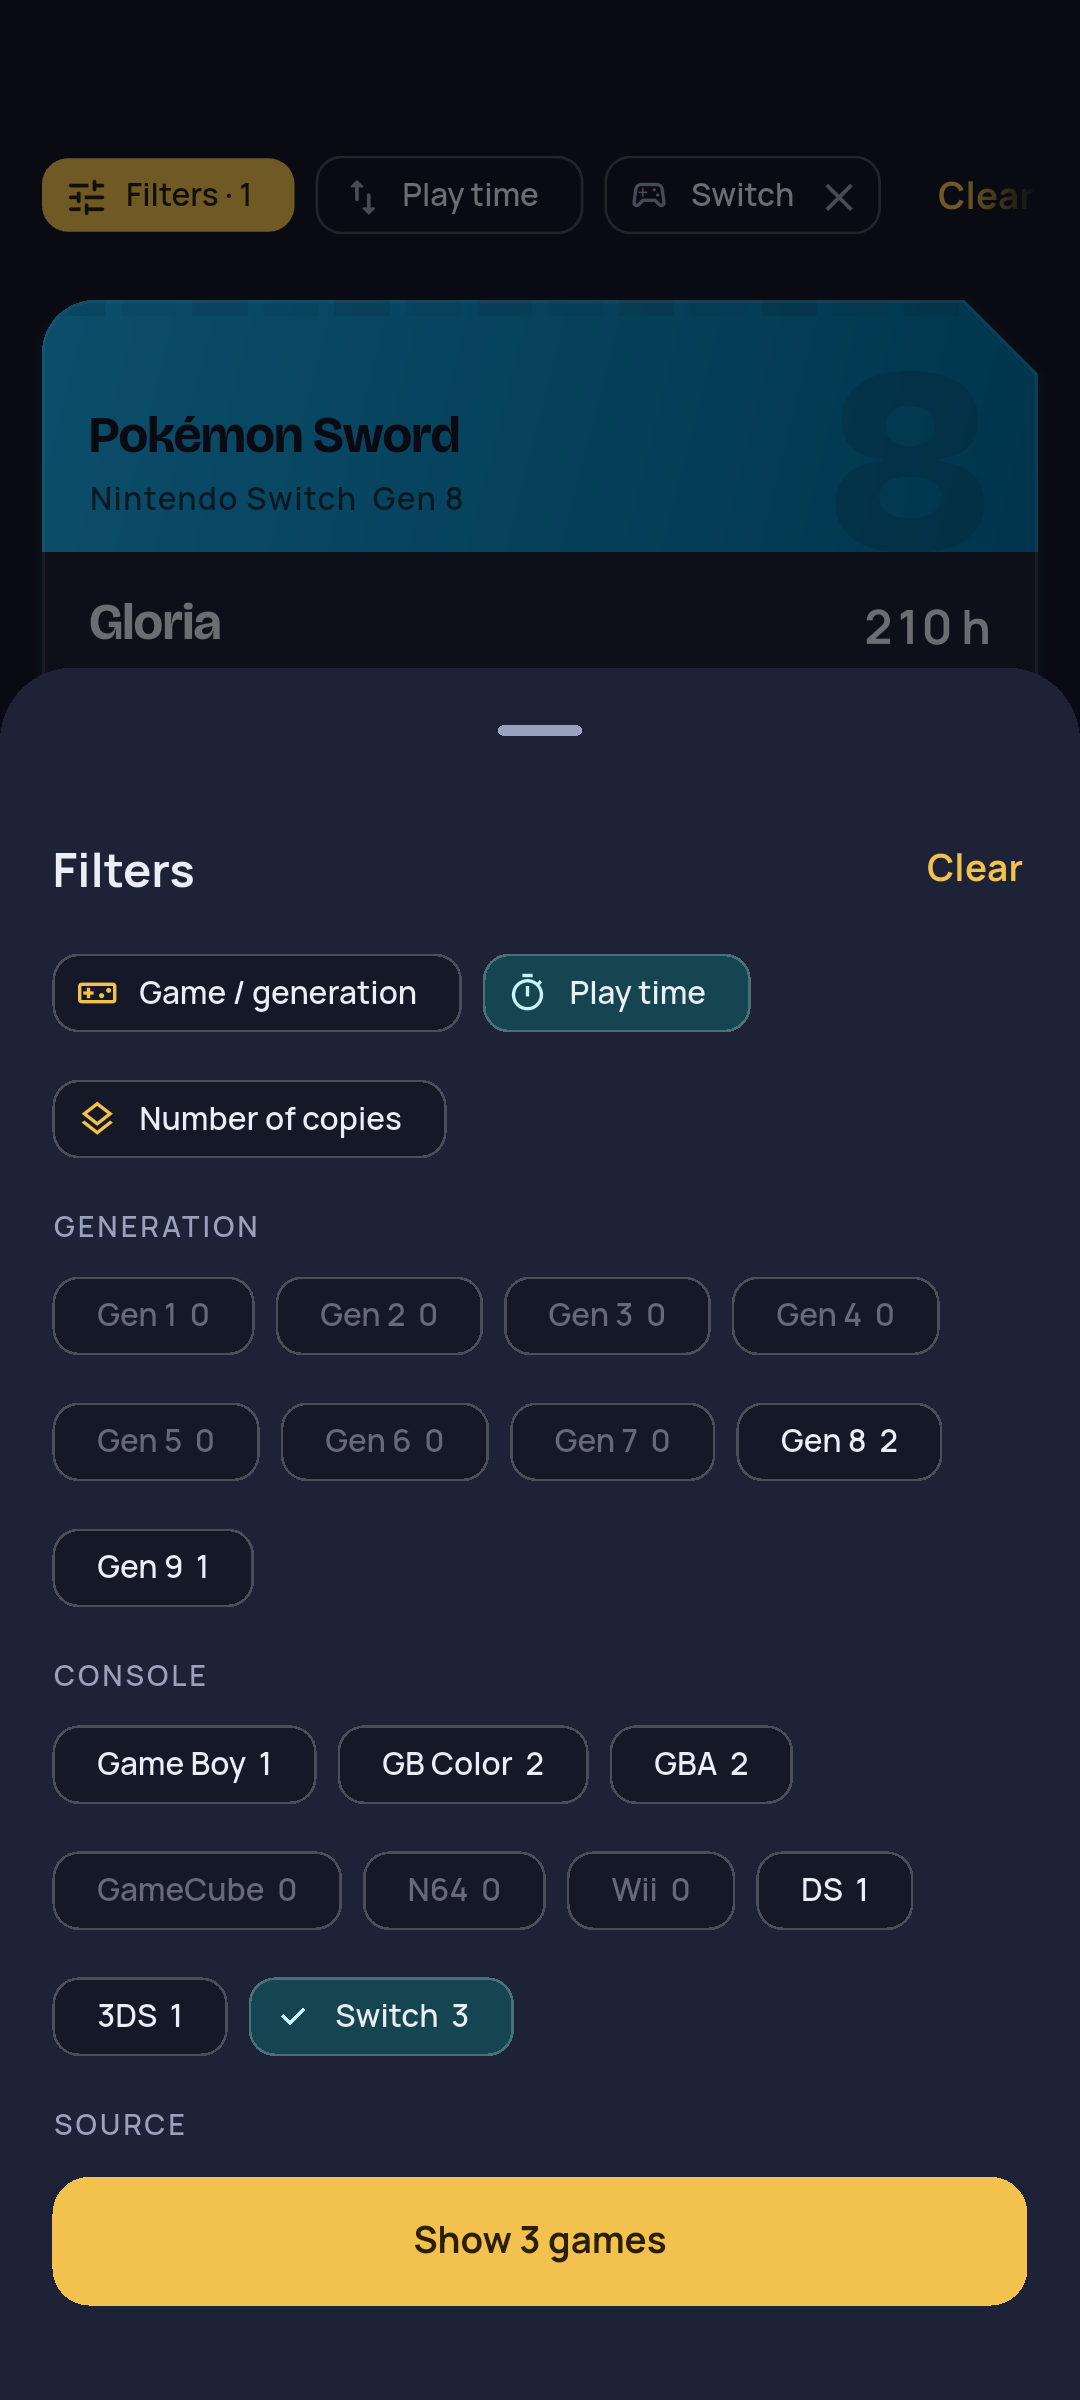 Filters · 1 Play time Switch Clear
Pokémon Sword
Nintendo Switch Gen 8
8
Gloria 210 h
Filters Clear
Game / generation Play time
Number of copies
GENERATION
Gen 1 0 Gen 2 0 Gen 3 0 Gen 4 0
Gen 5 0 Gen 6 0 Gen 7 0 Gen 8 2
Gen 9 1
CONSOLE
Game Boy 1 GB Color 2 GBA 2
GameCube 0 N64 0 Wii 0 DS 1
3DS 1 Switch 3
SOURCE
Show 3 games